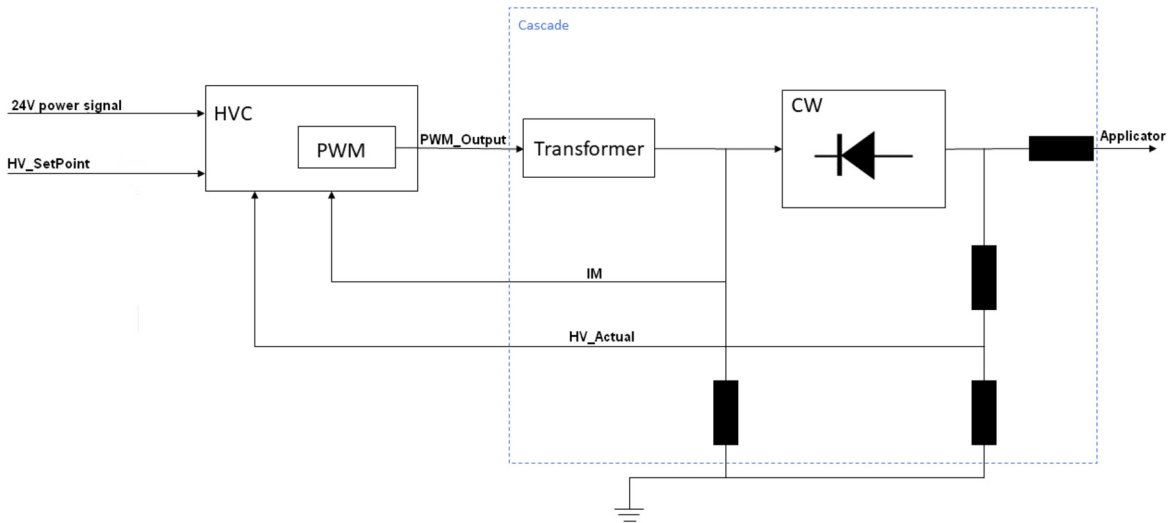 Cascade
24V power signal
HVC
CW
PWM
PWM_Output
Transformer
Applicator
HV_SetPoint
IM
HV_Actual